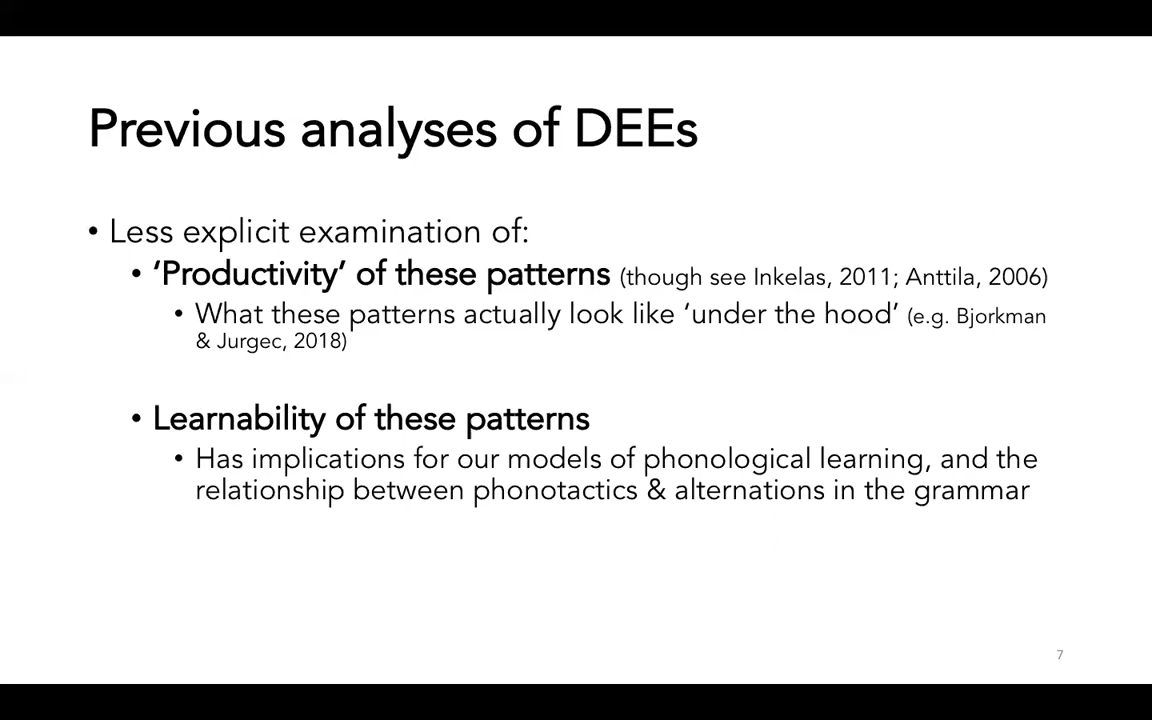 Previous analyses of DEEs
• Less explicit examination of:
• ‘Productivity’ of these patterns (though see Inkelas, 2011; Anttila, 2006)
• What these patterns actually look like ‘under the hood’ (e.g. Bjorkman
& Jurgec, 2018)
• Learnability of these patterns
• Has implications for our models of phonological learning, and the
relationship between phonotactics & alternations in the grammar
7